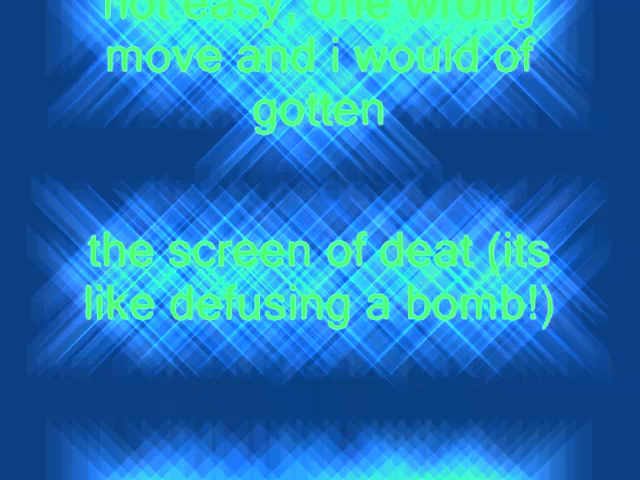 not easy, one wrong
move and i would of
gotten
the screen of deat (its
like defusing a bomb!)